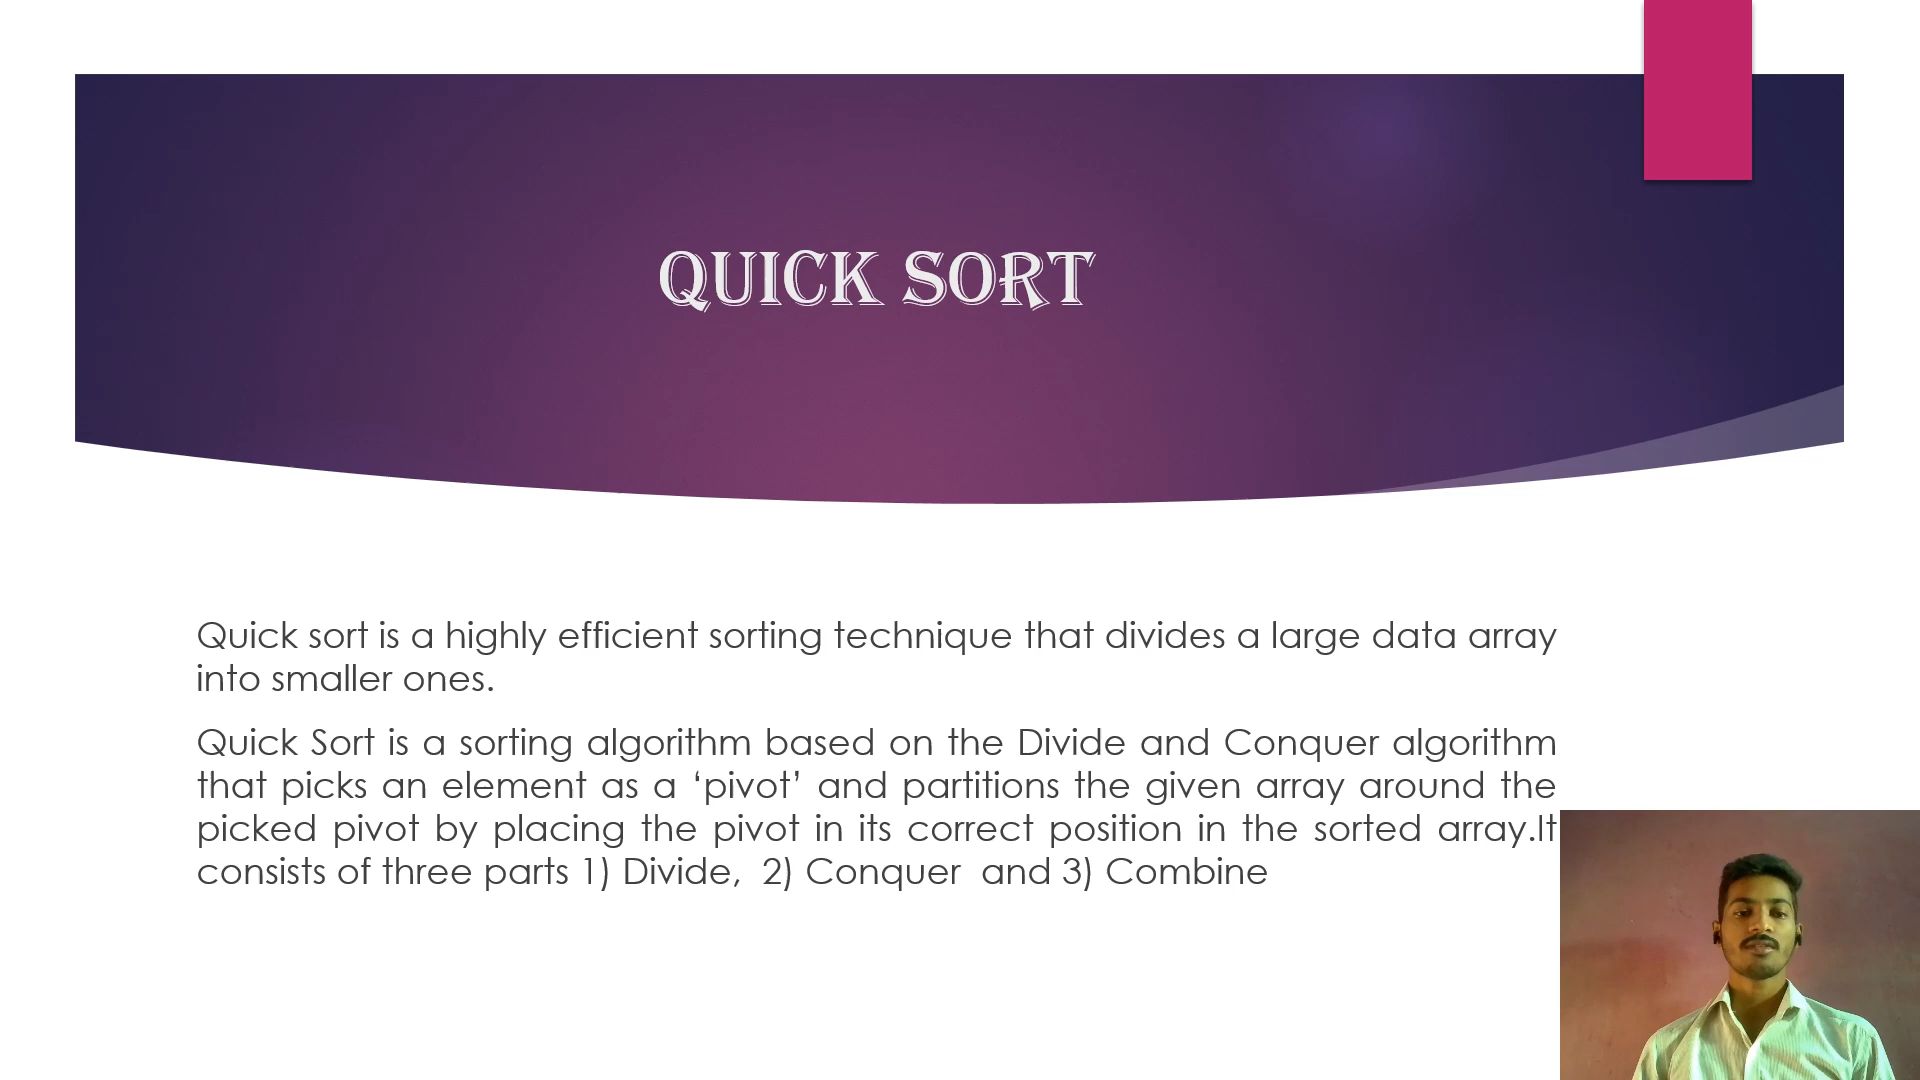 QUICK SORT
Quick sort is a highly efficient sorting technique that divides a large data array
into smaller ones.
Quick Sort is a sorting algorithm based on the Divide and Conquer algorithm
that picks an element as a ‘pivot’ and partitions the given array around the
picked pivot by placing the pivot in its correct position in the sorted array.It
consists of three parts 1) Divide,  2) Conquer  and 3) Combine